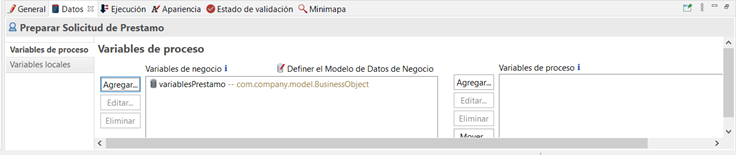 General Datos Ejecución Apariencia Estado de validación Minimapa
Preparar Solicitud de Prestamo
Variables de proceso
Variables locales
Variables de proceso
Variables de negocio Definer el Modelo de Datos de Negocio
Agregar...
Editar...
Eliminar
variablesPrestamo -- com.company.model.BusinessObject
Variables de proceso
Agregar...
Editar...
Eliminar
Mover...